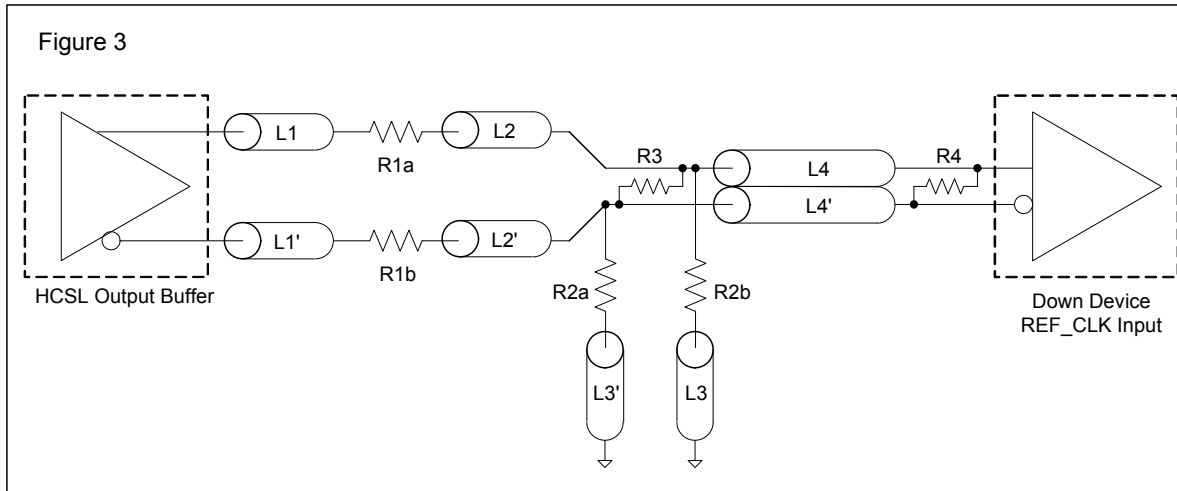 Figure 3
L1
R1a
L2
R3
L4
R4
L4'
L1'
R1b
L2'
R2a
R2b
HCSL Output Buffer
Down Device
REF_CLK Input
L3'
L3